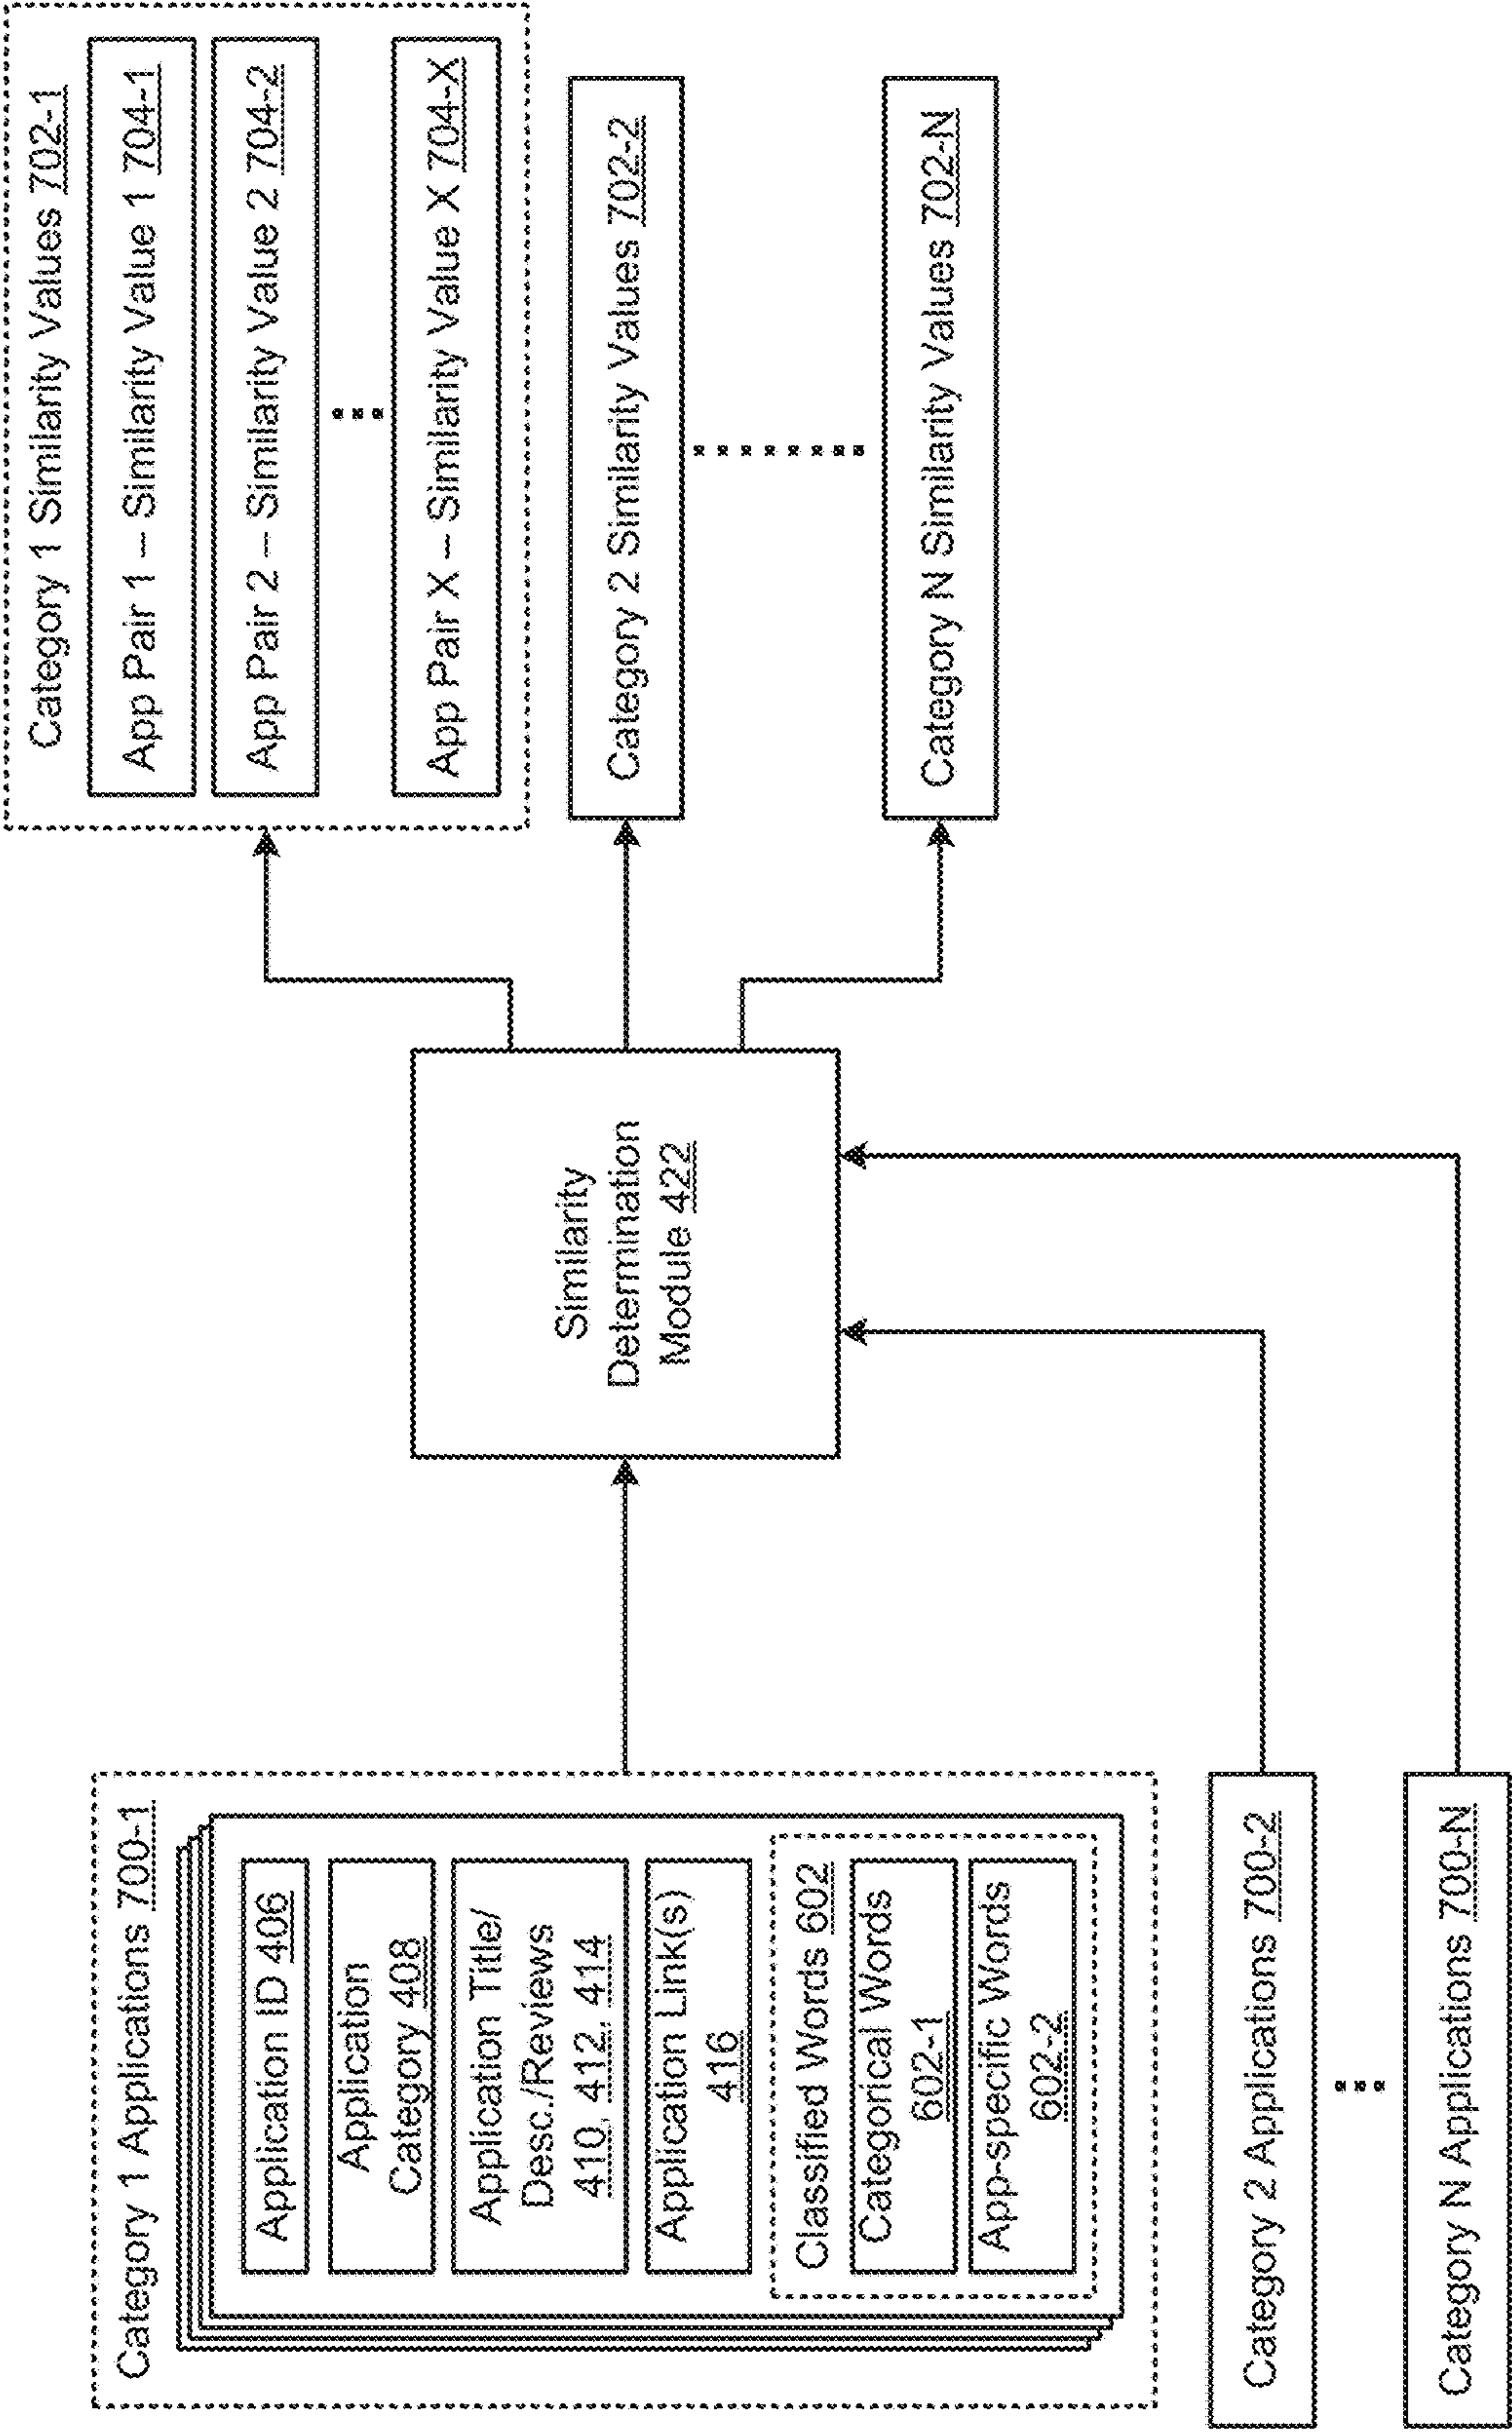 Category 1 Applications 700-1
Application ID 406
Application
Category 408
Application Title/
Desc./Reviews
410, 412, 414
Application Link(s)
416
Classified Words 602
Categorical Words
602-1
App-specific Words
602-2
Category 2 Applications 700-2
Category N Applications 700-N
Similarity
Determination
Module 422
Category 1 Similarity Values 702-1
App Pair 1 – Similarity Value 1 704-1
App Pair 2 – Similarity Value 2 704-2
App Pair X – Similarity Value X 704-X
Category 2 Similarity Values 702-2
Category N Similarity Values 702-N